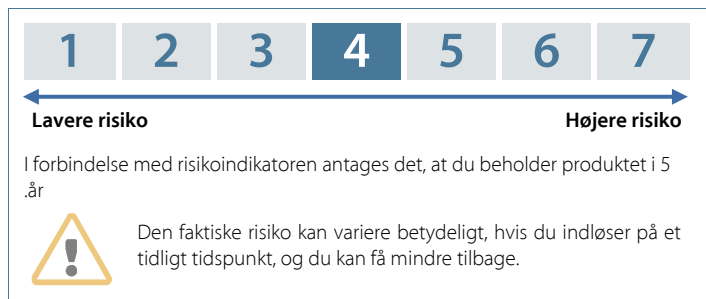 1 2 3 4 5 6 7
Lavere risiko Højere risiko
I forbindelse med risikoindikatoren antages det, at du beholder produktet i 5
.år
Den faktiske risiko kan variere betydeligt, hvis du indløser på et
tidligt tidspunkt, og du kan få mindre tilbage.